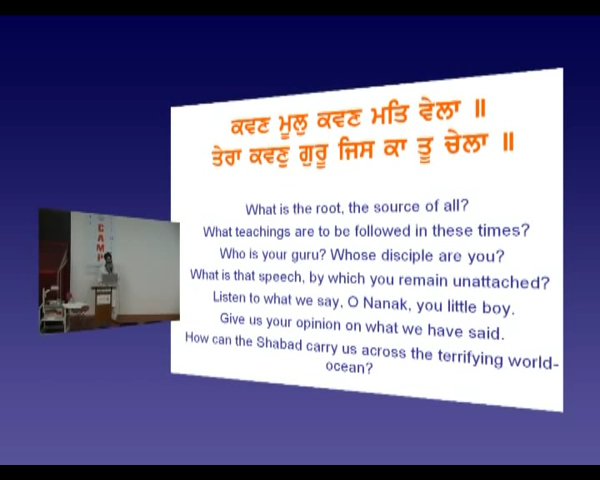 ਕਵਣ ਮੂਲੁ ਕਵਣ ਮਤਿ ਵੇਲਾ ॥
ਤੇਰਾ ਕਵਣੁ ਗੁਰੂ ਜਿਸ ਕਾ ਤੂ ਚੇਲਾ ॥
What is the root, the source of all?
What teachings are to be followed in these times?
Who is your guru? Whose disciple are you?
What is that speech, by which you remain unattached?
Listen to what we say, O Nanak, you little boy.
Give us your opinion on what we have said.
How can the Shabad carry us across the terrifying world-
ocean?
CAMP